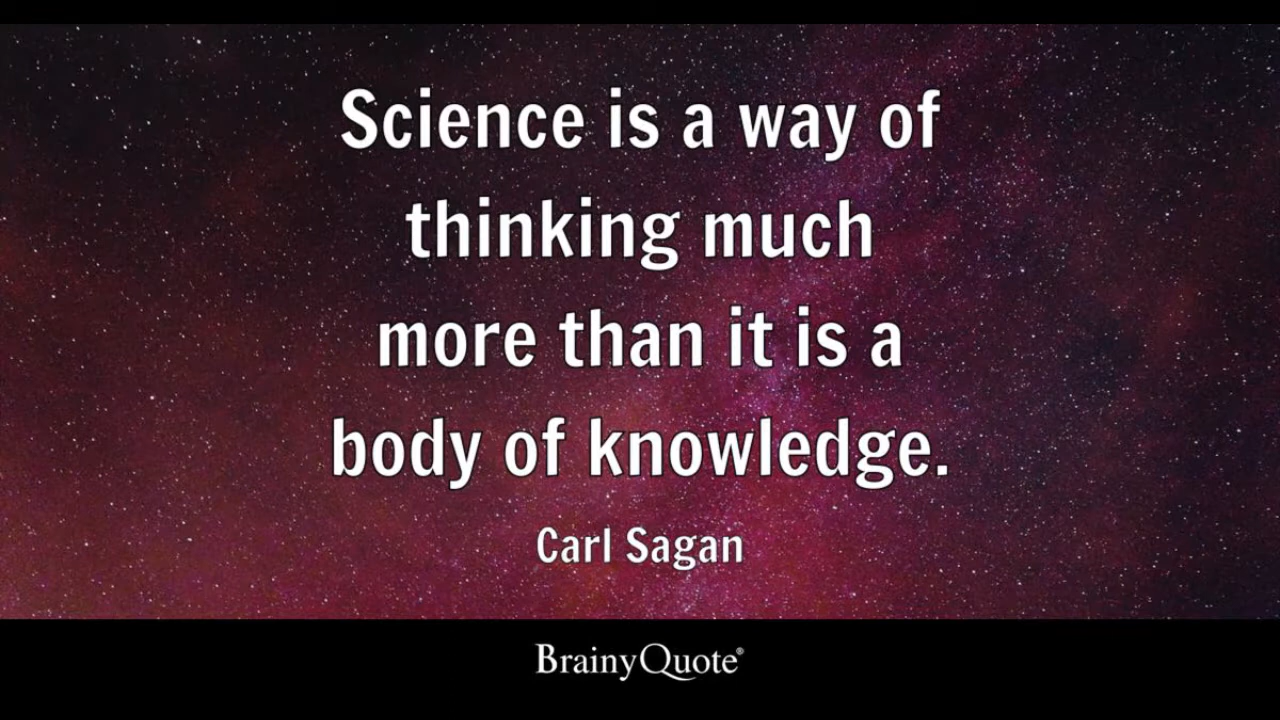 Science is a way of
thinking much
more than it is a
body of knowledge.
Carl Sagan
BrainyQuote®